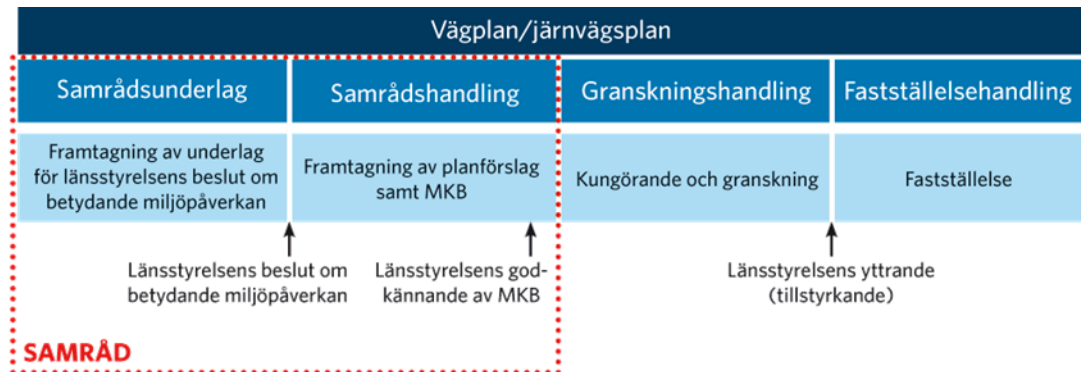 Vägplan/järnvägsplan
Samrådsunderlag
Samrådshandling
Granskningshandling
Fastställelsehandling
Framtagning av underlag
för länsstyrelsens beslut om
betydande miljöpåverkan
Framtagning av planförslag
samt MKB
Kungörande och granskning
Fastställelse
Länsstyrelsens beslut om
betydande miljöpåverkan
Länsstyrelsens god-
kännande av MKB
Länsstyrelsens yttrande
(tillstyrkande)
SAMRÅD